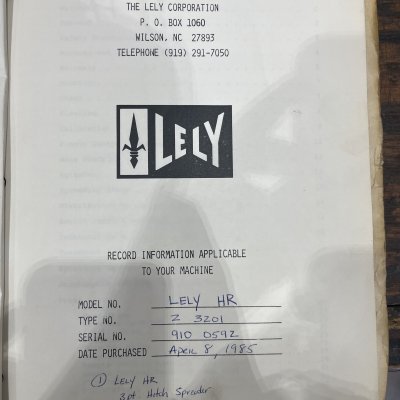 THE LELY CORPORATION
P. O. BOX 1060
WILSON, NC 27893
TELEPHONE (919) 291-7050
LELY
RECORD INFORMATION APPLICABLE
TO YOUR MACHINE
MODEL NO. LELY HR
TYPE NO. Z 3201
SERIAL NO. 910 0592
DATE PURCHASED April 8, 1985
① LELY HR
3 pt. Hitch Spreader